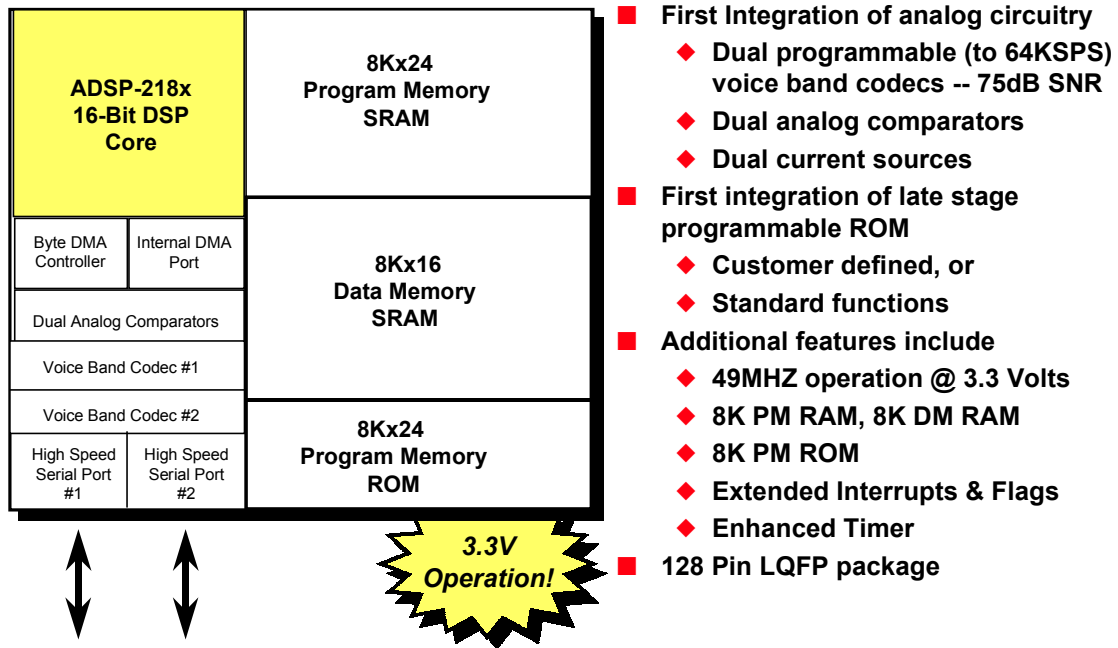 ADSP-218x
16-Bit DSP
Core
8Kx24
Program Memory
SRAM
Byte DMA
Controller
Internal DMA
Port
8Kx16
Data Memory
SRAM
Dual Analog Comparators
Voice Band Codec #1
Voice Band Codec #2
High Speed
Serial Port
#1
High Speed
Serial Port
#2
8Kx24
Program Memory
ROM
3.3V
Operation!
First Integration of analog circuitry
Dual programmable (to 64KSPS)
voice band codecs -- 75dB SNR
Dual analog comparators
Dual current sources
First integration of late stage
programmable ROM
Customer defined, or
Standard functions
Additional features include
49MHZ operation @ 3.3 Volts
8K PM RAM, 8K DM RAM
8K PM ROM
Extended Interrupts & Flags
Enhanced Timer
128 Pin LQFP package